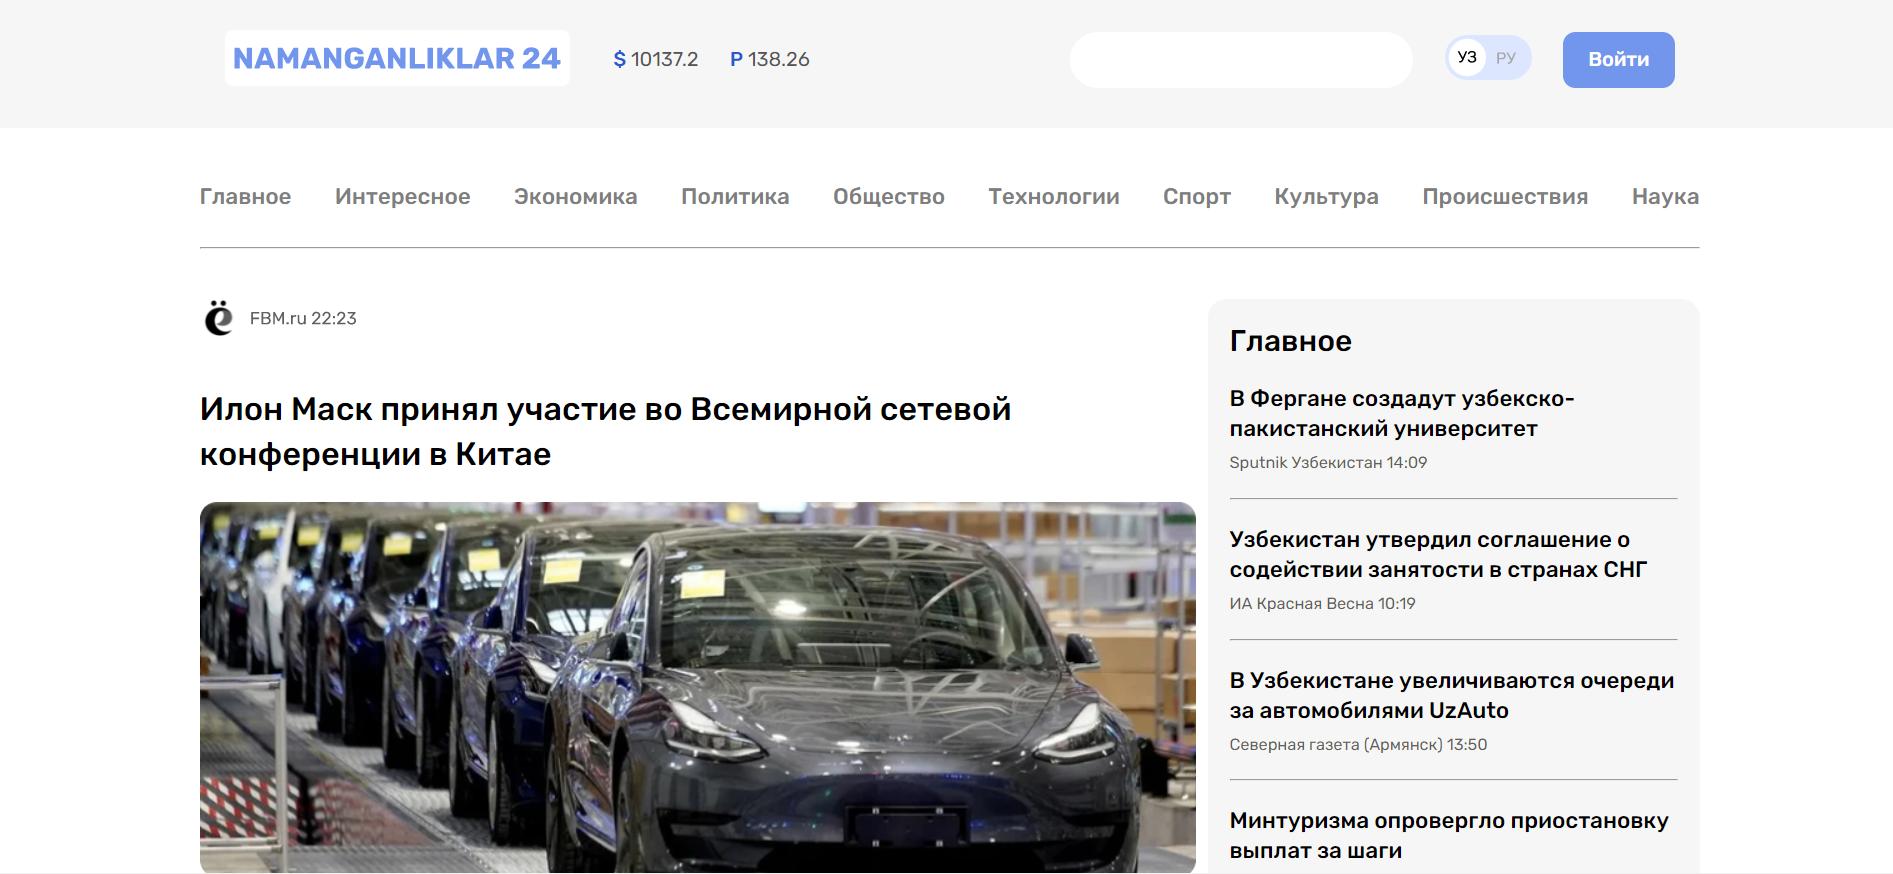 NAMANGANLIKLAR 24
$ 10137.2
P 138.26
УЗ
РУ
Войти
Главное
Интересное
Экономика
Политика
Общество
Технологии
Спорт
Культура
Происшествия
Наука
FBM.ru 22:23
Илон Маск принял участие во Всемирной сетевой
конференции в Китае
Главное
В Фергане создадут узбекско-
пакистанский университет
Sputnik Узбекистан 14:09
Узбекистан утвердил соглашение о
содействии занятости в странах СНГ
ИА Красная Весна 10:19
В Узбекистане увеличиваются очереди
за автомобилями UzAuto
Северная газета (Армянск) 13:50
Минтуризма опровергло приостановку
выплат за шаги